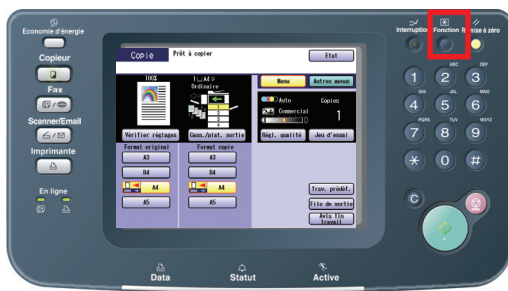 Economie d'énergie
Interruption Fonction Remise à zéro
Copieur
Fax
Scanner/Email
Imprimante
En ligne
Copie Prêt à copier Etat
100% 1:A4 Ordinaire
Menu Autres menus
Auto Copies
Commercial 1
Vérifier réglages Cass./plat. sortie Régl. qualité Jeu d'essai
Format original Format copie
A3 A3
B4 B4
A4 A4 Trav. prédéf.
A5 A5 File de sortie
Avis fin travail
ABC DEF
1 2 3
GHI JKL MNO
4 5 6
PQRS TUV WXYZ
7 8 9
* 0 #
C
Data Statut Active